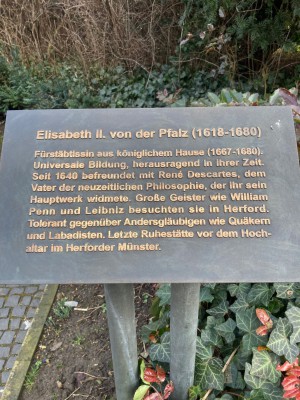 Elisabeth II. von der Pfalz (1618-1680)
Fürstäbtissin aus königlichem Hause (1667-1680).
Universale Bildung, herausragend in ihrer Zeit.
Seit 1640 befreundet mit René Descartes, dem
Vater der neuzeitlichen Philosophie, der ihr sein
Hauptwerk widmete. Große Geister wie William
Penn und Leibniz besuchten sie in Herford.
Tolerant gegenüber Andersgläubigen wie Quäkern
und Labadisten. Letzte Ruhestätte vor dem Hoch-
altar im Herforder Münster.